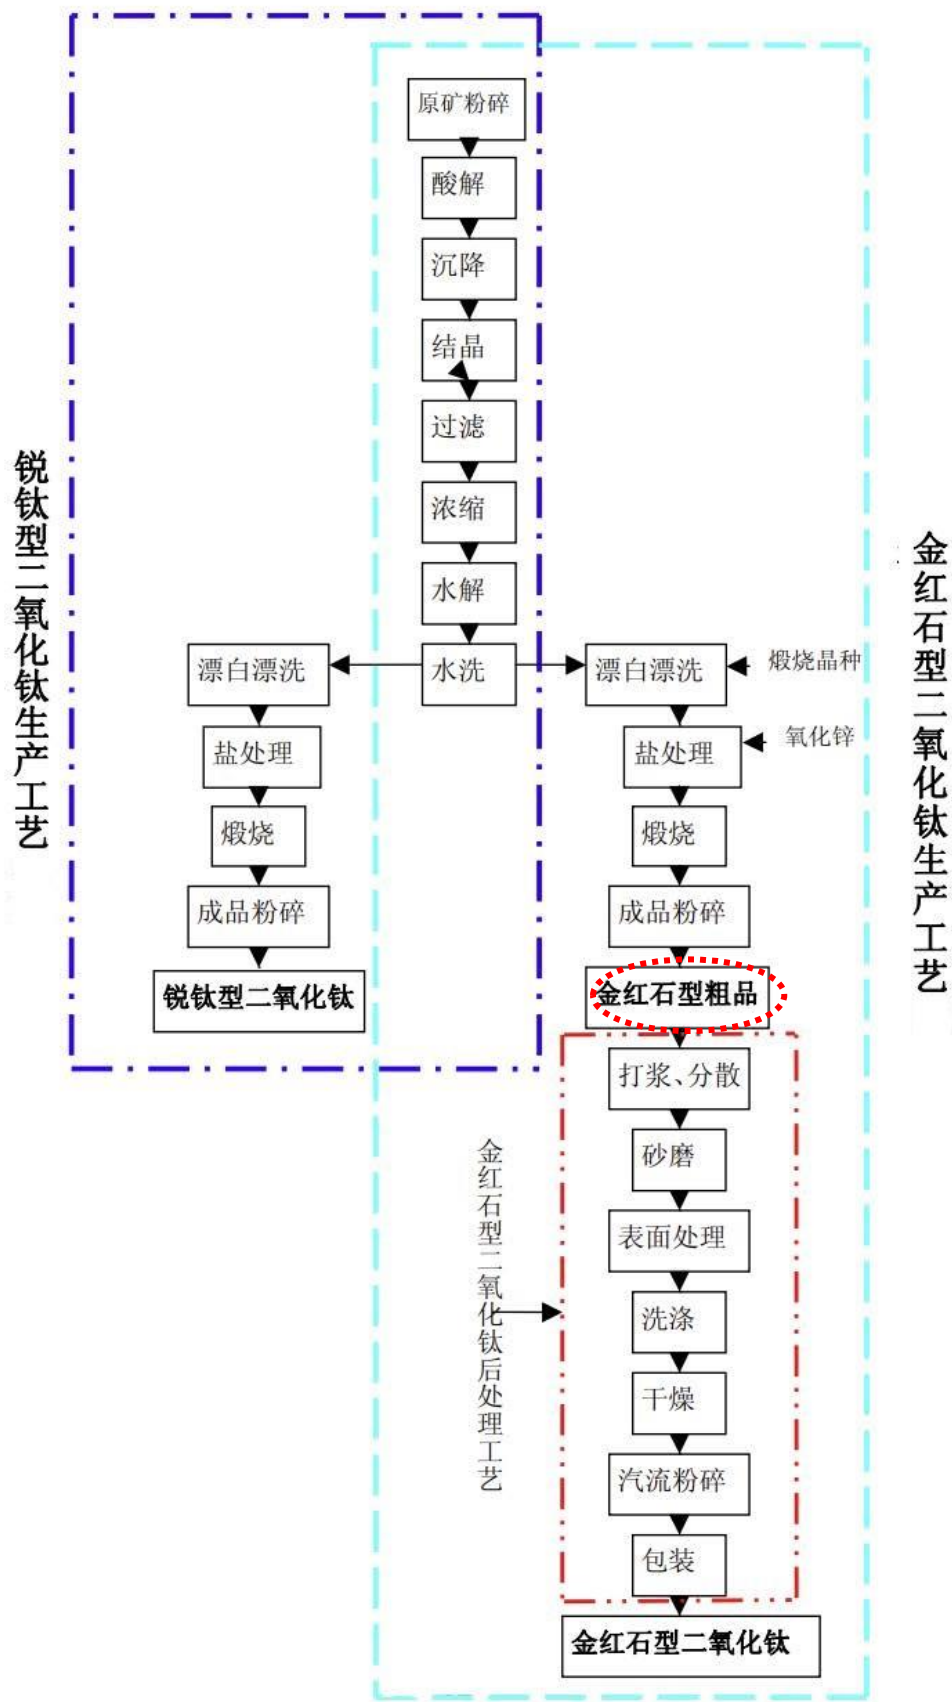 原矿粉碎
酸解
沉降
结晶
过滤
浓缩
水解
水洗
漂白漂洗
盐处理
煅烧
成品粉碎
锐钛型二氧化钛
漂白漂洗
煅烧晶种
盐处理
氧化锌
煅烧
成品粉碎
金红石型粗品
打浆、分散
砂磨
表面处理
洗涤
干燥
汽流粉碎
包装
金红石型二氧化钛
锐钛型二氧化钛生产工艺
金红石型二氧化钛生产工艺
金红石型二氧化钛后处理工艺